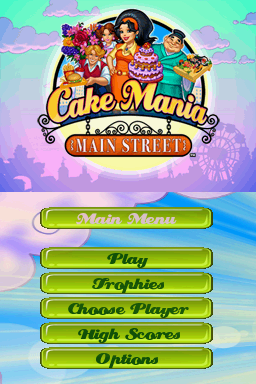 Cake Mania
MAIN STREET
TM
Main Menu
Play
Trophies
Choose Player
High Scores
Options